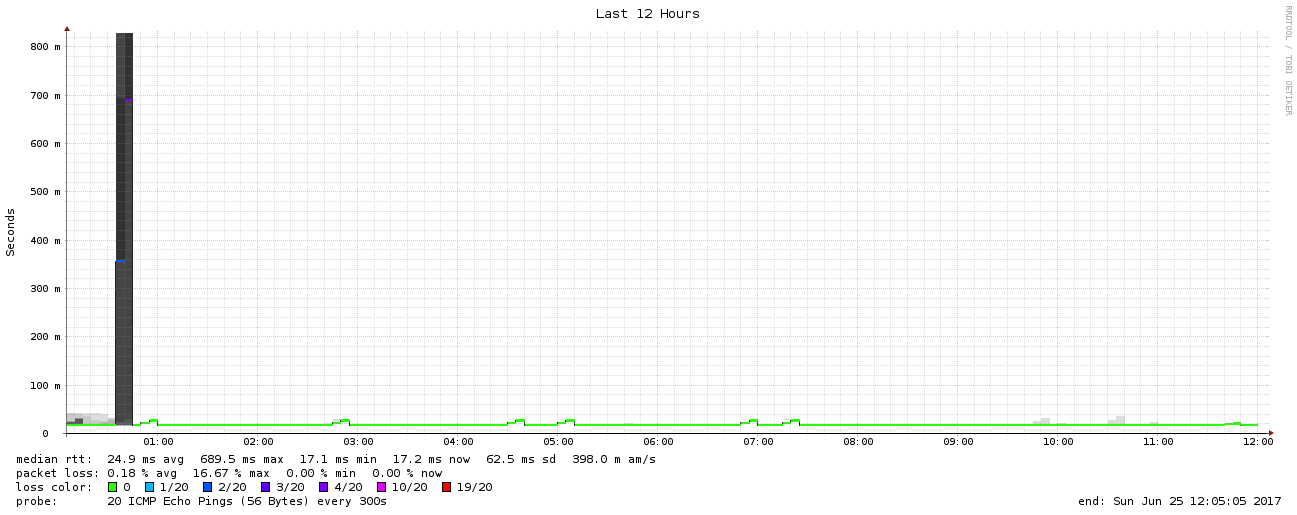 Last 12 Hours
RRDTOOL / TOBI OETIKER
Seconds
800 m
700 m
600 m
500 m
400 m
300 m
200 m
100 m
0
01:00 02:00 03:00 04:00 05:00 06:00 07:00 08:00 09:00 10:00 11:00 12:00
median rtt: 24.9 ms avg 689.5 ms max 17.1 ms min 17.2 ms now 62.5 ms sd 398.0 m am/s
packet loss: 0.18 % avg 16.67 % max 0.00 % min 0.00 % now
loss color: 0 1/20 2/20 3/20 4/20 10/20 19/20
probe: 20 ICMP Echo Pings (56 Bytes) every 300s end: Sun Jun 25 12:05:05 2017